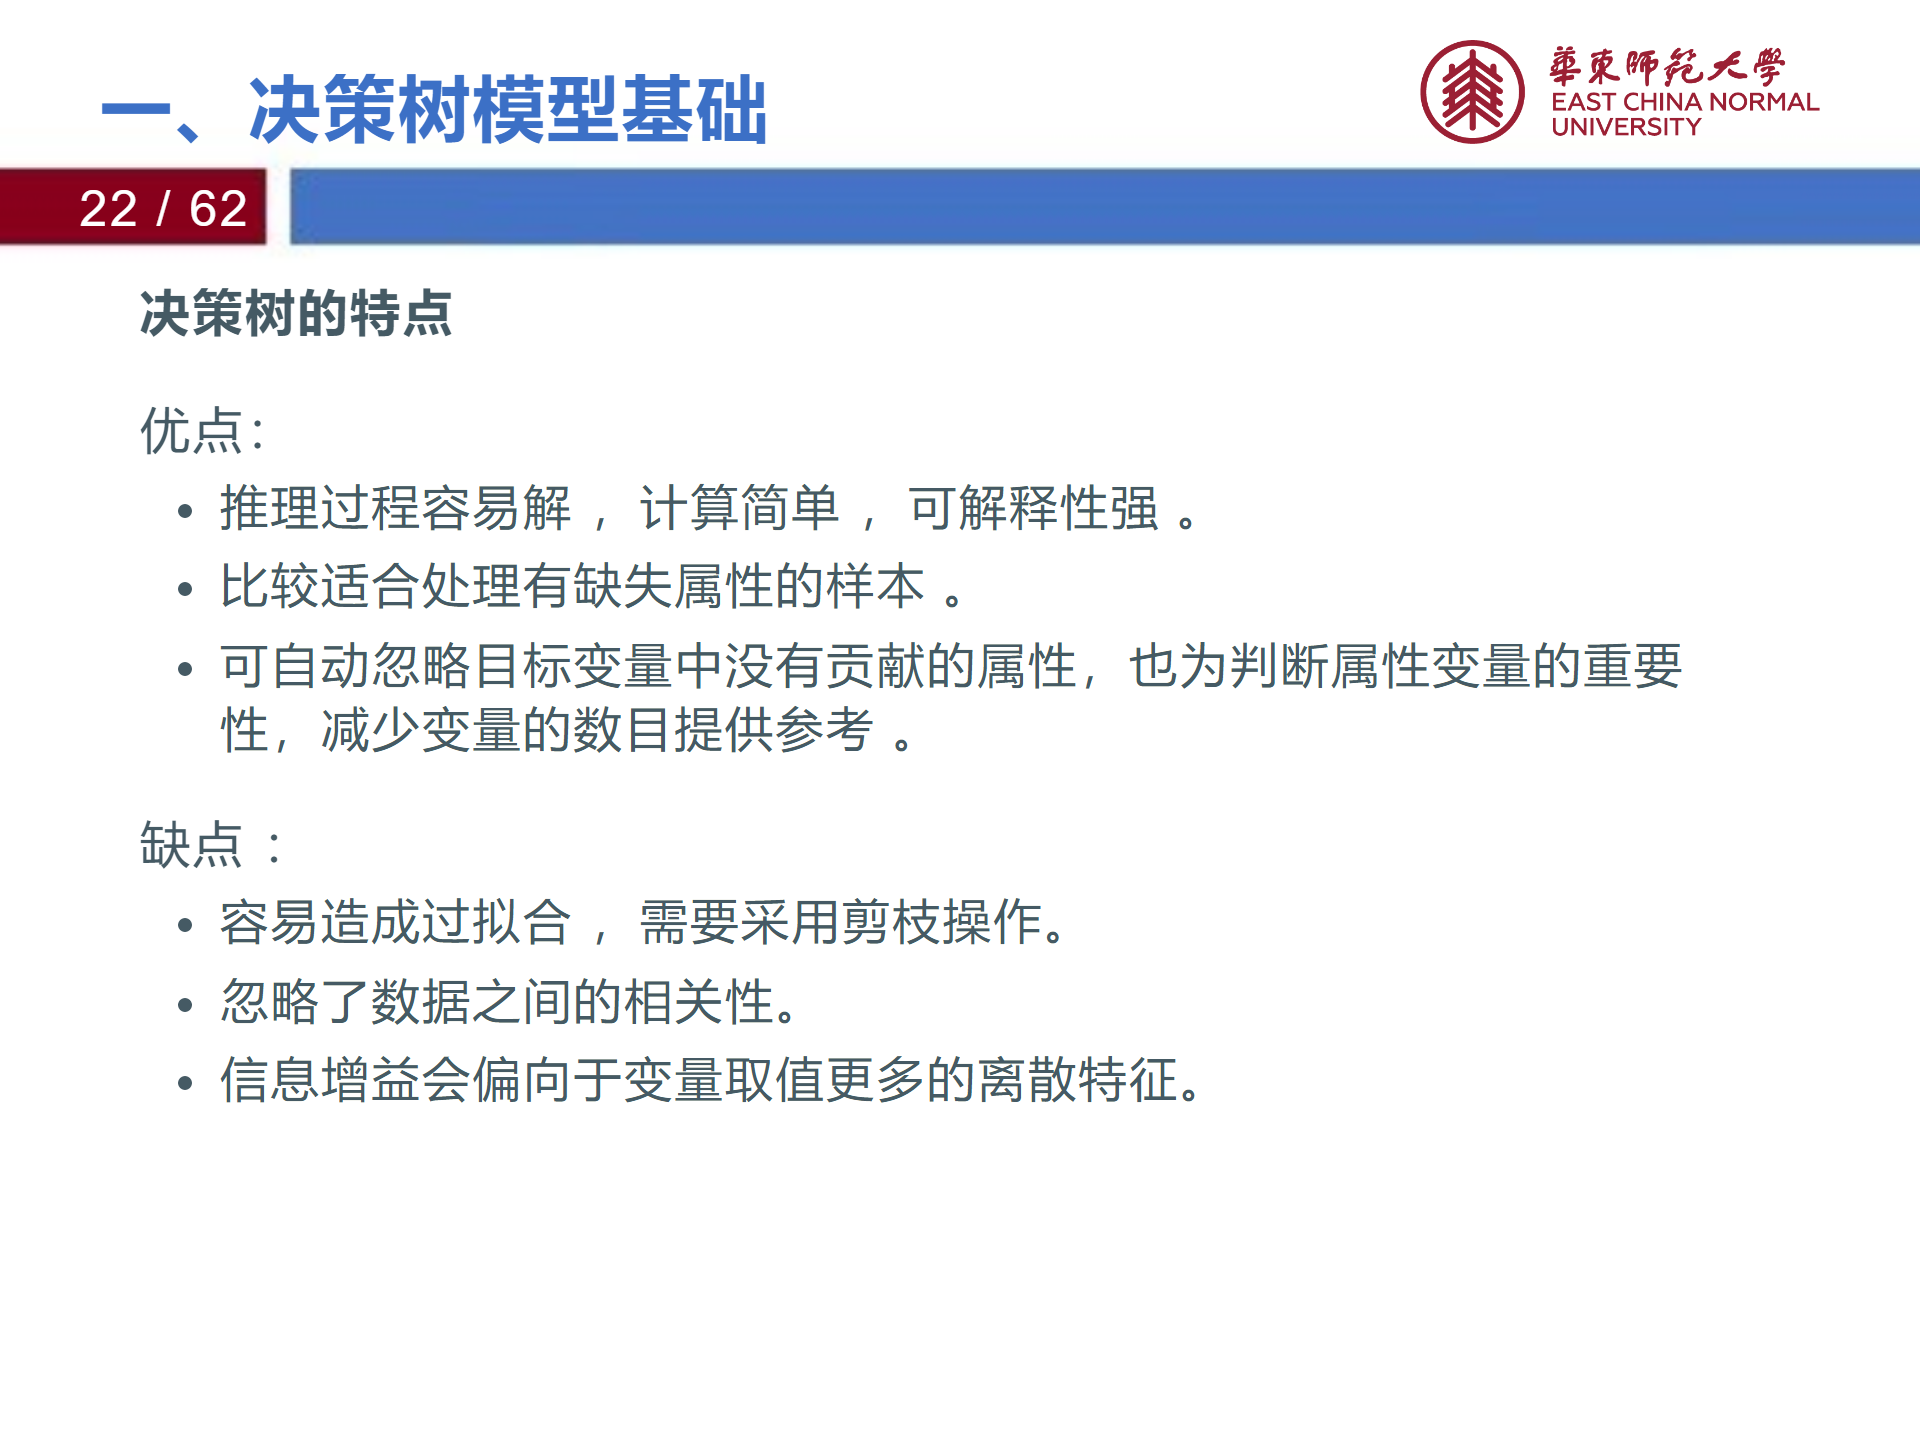 一、决策树模型基础
華東师范大學
EAST CHINA NORMAL
UNIVERSITY
22 / 62
决策树的特点
优点：
• 推理过程容易解 ，计算简单 ，可解释性强 。
• 比较适合处理有缺失属性的样本 。
• 可自动忽略目标变量中没有贡献的属性，也为判断属性变量的重要
性，减少变量的数目提供参考 。
缺点 ：
• 容易造成过拟合 ，需要采用剪枝操作。
• 忽略了数据之间的相关性。
• 信息增益会偏向于变量取值更多的离散特征。